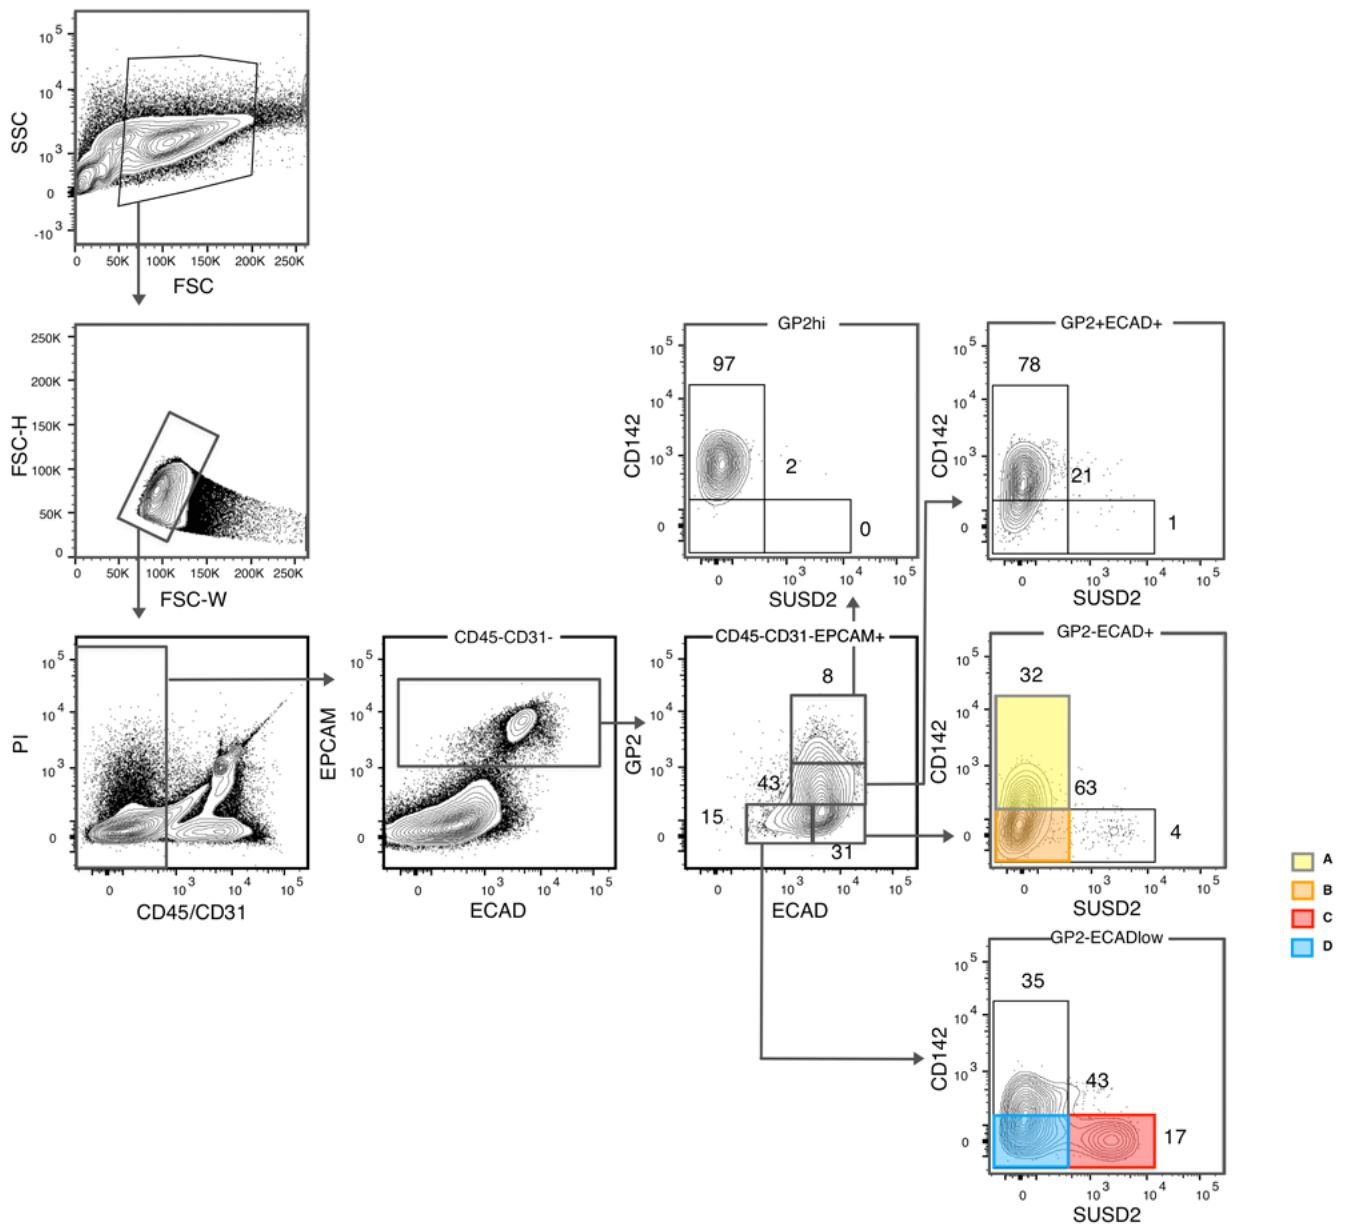 10^5
10^4
10^3
0
-10^3
SSC
0 50K 100K 150K 200K 250K
FSC
250K
200K
150K
100K
50K
0
FSC-H
0 50K 100K 150K 200K 250K
FSC-W
GP2hi
10^5
10^4
10^3
0
CD142
97
2
0
0 10^3 10^4 10^5
SUSD2
GP2+ECAD+
10^5
10^4
10^3
0
CD142
78
21
1
0 10^3 10^4 10^5
SUSD2
10^5
10^4
10^3
0
PI
0 10^3 10^4 10^5
CD45/CD31
CD45-CD31-
10^5
10^4
10^3
0
EPCAM
0 10^3 10^4 10^5
ECAD
CD45-CD31-EPCAM+
10^5
10^4
10^3
0
GP2
8
43
15
31
0 10^3 10^4 10^5
ECAD
GP2-ECAD+
10^5
10^4
10^3
0
CD142
32
63
4
0 10^3 10^4 10^5
SUSD2
A
B
C
D
GP2-ECADlow
10^5
10^4
10^3
0
CD142
35
43
17
0 10^3 10^4 10^5
SUSD2